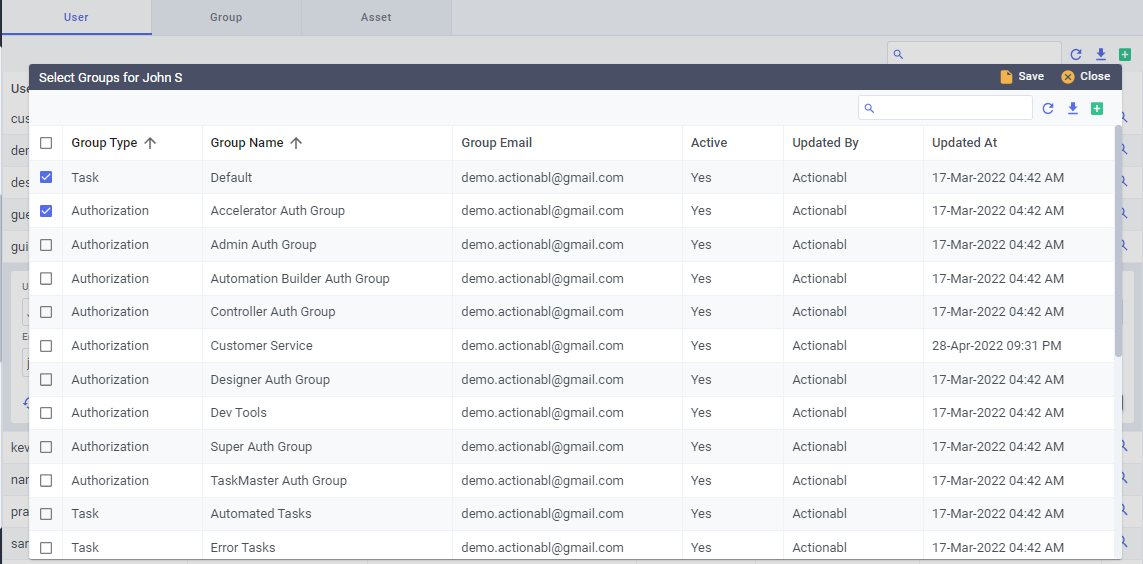 User Group Asset
Use
Select Groups for John S Save Close
Group Type Group Name Group Email Active Updated By Updated At
Task Default demo.actionabl@gmail.com Yes Actionabl 17-Mar-2022 04:42 AM
Authorization Accelerator Auth Group demo.actionabl@gmail.com Yes Actionabl 17-Mar-2022 04:42 AM
Authorization Admin Auth Group demo.actionabl@gmail.com Yes Actionabl 17-Mar-2022 04:42 AM
Authorization Automation Builder Auth Group demo.actionabl@gmail.com Yes Actionabl 17-Mar-2022 04:42 AM
Authorization Controller Auth Group demo.actionabl@gmail.com Yes Actionabl 17-Mar-2022 04:42 AM
Authorization Customer Service demo.actionabl@gmail.com Yes Actionabl 28-Apr-2022 09:31 PM
Authorization Designer Auth Group demo.actionabl@gmail.com Yes Actionabl 17-Mar-2022 04:42 AM
Authorization Dev Tools demo.actionabl@gmail.com Yes Actionabl 17-Mar-2022 04:42 AM
Authorization Super Auth Group demo.actionabl@gmail.com Yes Actionabl 17-Mar-2022 04:42 AM
Authorization TaskMaster Auth Group demo.actionabl@gmail.com Yes Actionabl 17-Mar-2022 04:42 AM
Task Automated Tasks demo.actionabl@gmail.com Yes Actionabl 17-Mar-2022 04:42 AM
Task Error Tasks demo.actionabl@gmail.com Yes Actionabl 17-Mar-2022 04:42 AM